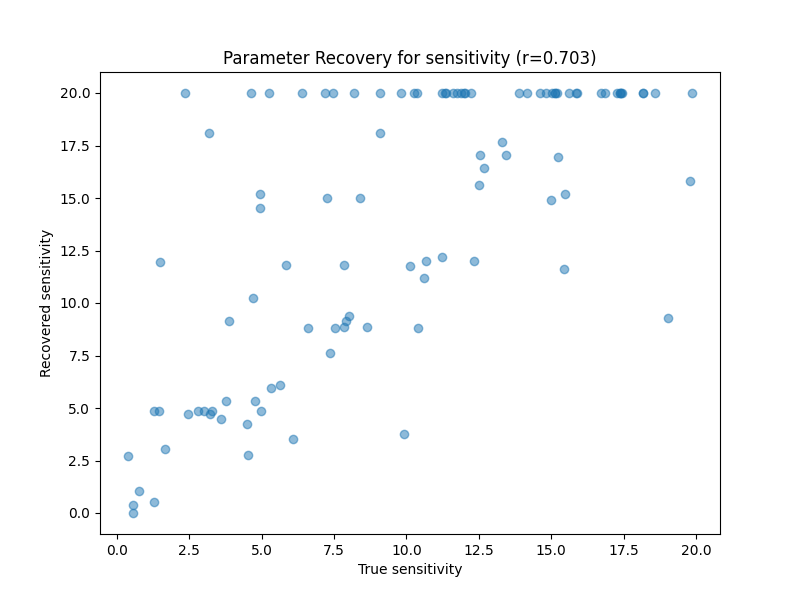 Parameter Recovery for sensitivity (r=0.703)
20.0
17.5
15.0
12.5
10.0
7.5
5.0
2.5
0.0
Recovered sensitivity
0.0 2.5 5.0 7.5 10.0 12.5 15.0 17.5 20.0
True sensitivity